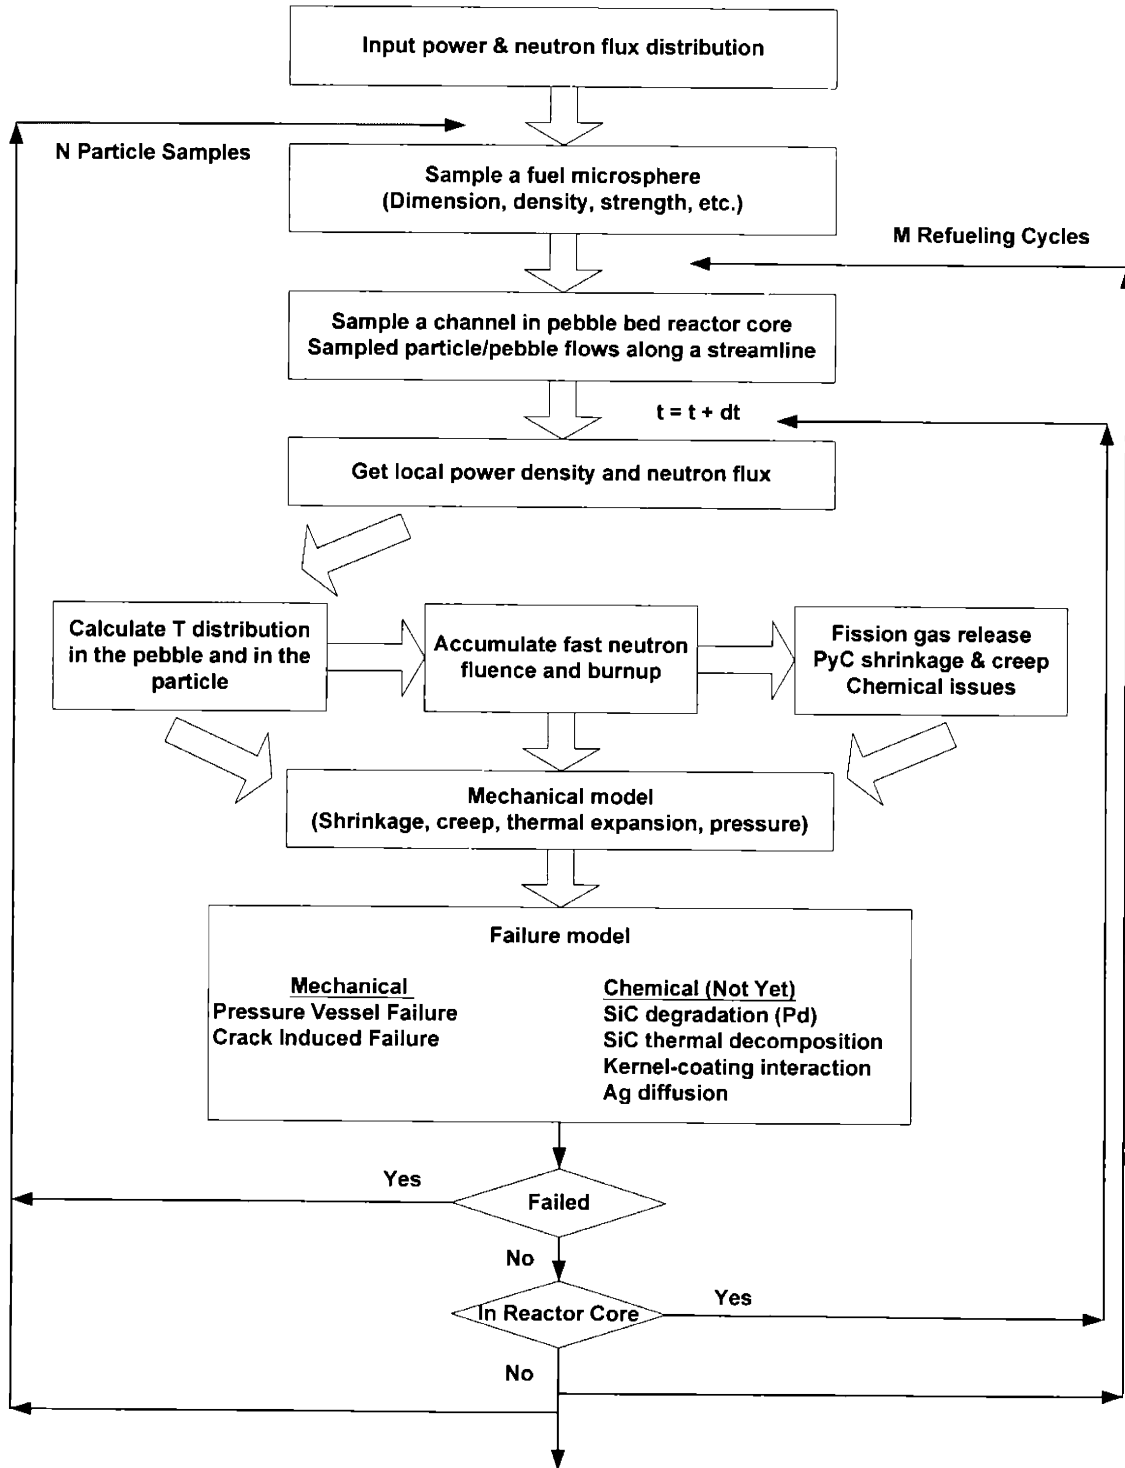 Input power & neutron flux distribution
N Particle Samples
Sample a fuel microsphere
(Dimension, density, strength, etc.)
M Refueling Cycles
Sample a channel in pebble bed reactor core
Sampled particle/pebble flows along a streamline
t = t + dt
Get local power density and neutron flux
Calculate T distribution
in the pebble and in the
particle
Accumulate fast neutron
fluence and burnup
Fission gas release
PyC shrinkage & creep
Chemical issues
Mechanical model
(Shrinkage, creep, thermal expansion, pressure)
Failure model
Mechanical
Pressure Vessel Failure
Crack Induced Failure
Chemical (Not Yet)
SiC degradation (Pd)
SiC thermal decomposition
Kernel-coating interaction
Ag diffusion
Yes
Failed
No
In Reactor Core
Yes
No